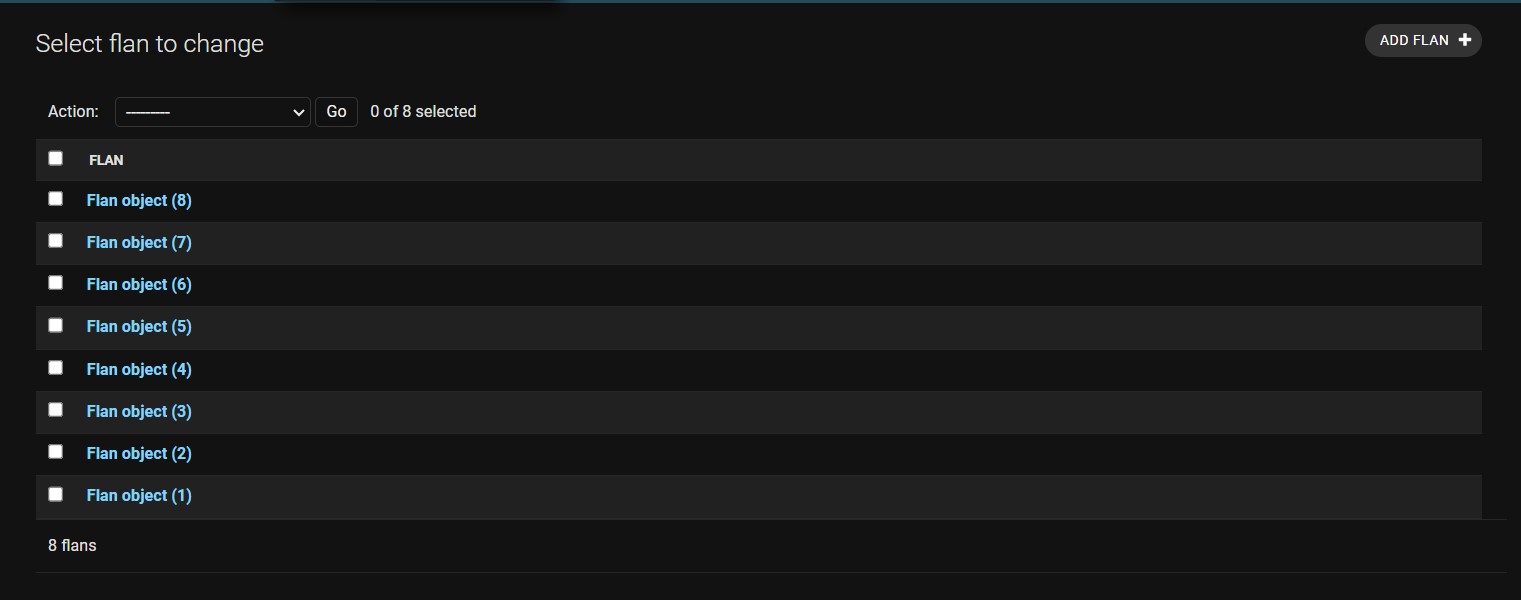 Select flan to change
ADD FLAN +
Action: --------- Go 0 of 8 selected
FLAN
Flan object (8)
Flan object (7)
Flan object (6)
Flan object (5)
Flan object (4)
Flan object (3)
Flan object (2)
Flan object (1)
8 flans